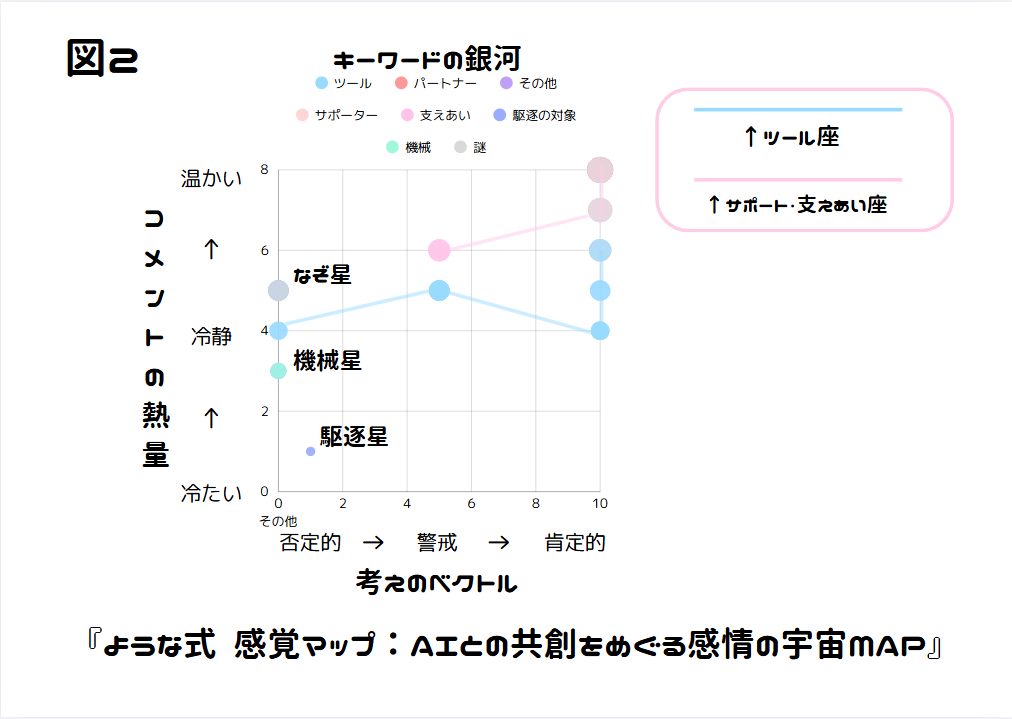 図2
キーワードの銀河
ツール
パートナー
その他
サポーター
支えあい
駆逐の対象
機械
謎
↑ツール座
↑サポート・支えあい座
コメントの熱量
温かい
↑
冷静
↑
冷たい
8
6
4
2
0
なぞ星
機械星
駆逐星
0 2 4 6 8 10
その他
否定的 → 警戒 → 肯定的
考えのベクトル
『ような式 感覚マップ：AIとの共創をめぐる感情の宇宙MAP』